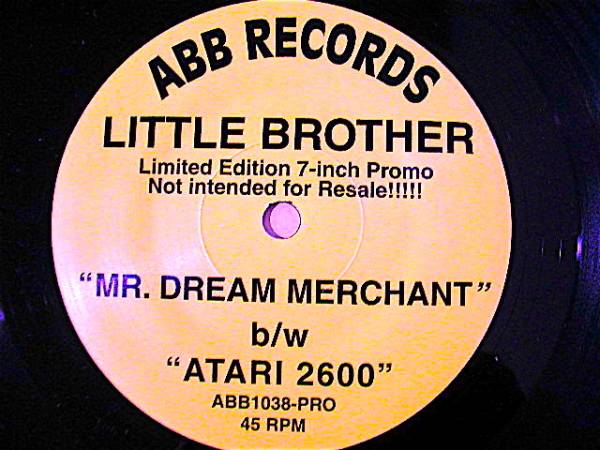 ABB RECORDS
LITTLE BROTHER
Limited Edition 7-inch Promo
Not intended for Resale!!!!!
“MR. DREAM MERCHANT”
b/w
“ATARI 2600”
ABB1038-PRO
45 RPM